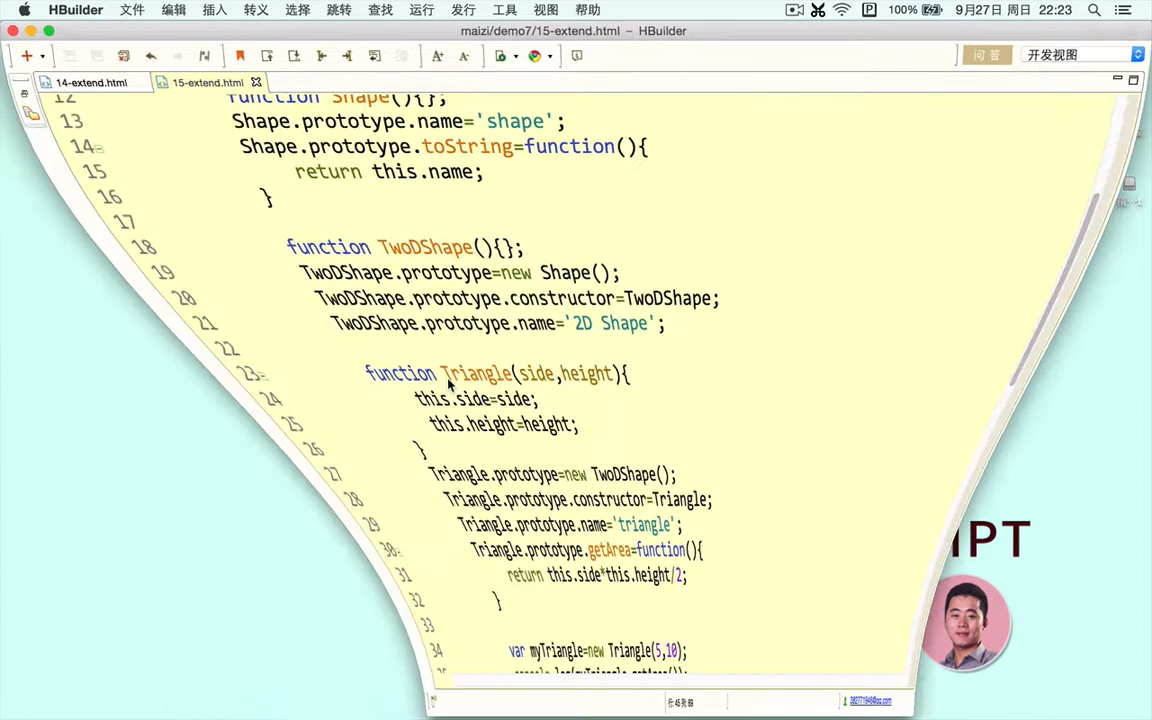 HBuilder 文件 编辑 插入 转义 选择 跳转 查找 运行 发行 工具 视图 帮助 100% 9月27日 周日 22:23
maizi/demo7/15-extend.html — HBuilder
问答 开发视图
14-extend.html 15-extend.html
12 function Shape(){};
13 Shape.prototype.name='shape';
14 Shape.prototype.toString=function(){
15 return this.name;
16 }
17
18 function TwoDShape(){};
19 TwoDShape.prototype=new Shape();
20 TwoDShape.prototype.constructor=TwoDShape;
21 TwoDShape.prototype.name='2D Shape';
22
23 function Triangle(side,height){
24 this.side=side;
25 this.height=height;
26 }
27 Triangle.prototype=new TwoDShape();
28 Triangle.prototype.constructor=Triangle;
29 Triangle.prototype.name='triangle';
30 Triangle.prototype.getArea=function(){
31 return this.side*this.height/2;
32 }
33
34 var myTriangle=new Triangle(5,10);
console.log(myTriangle.getArea());
IPT